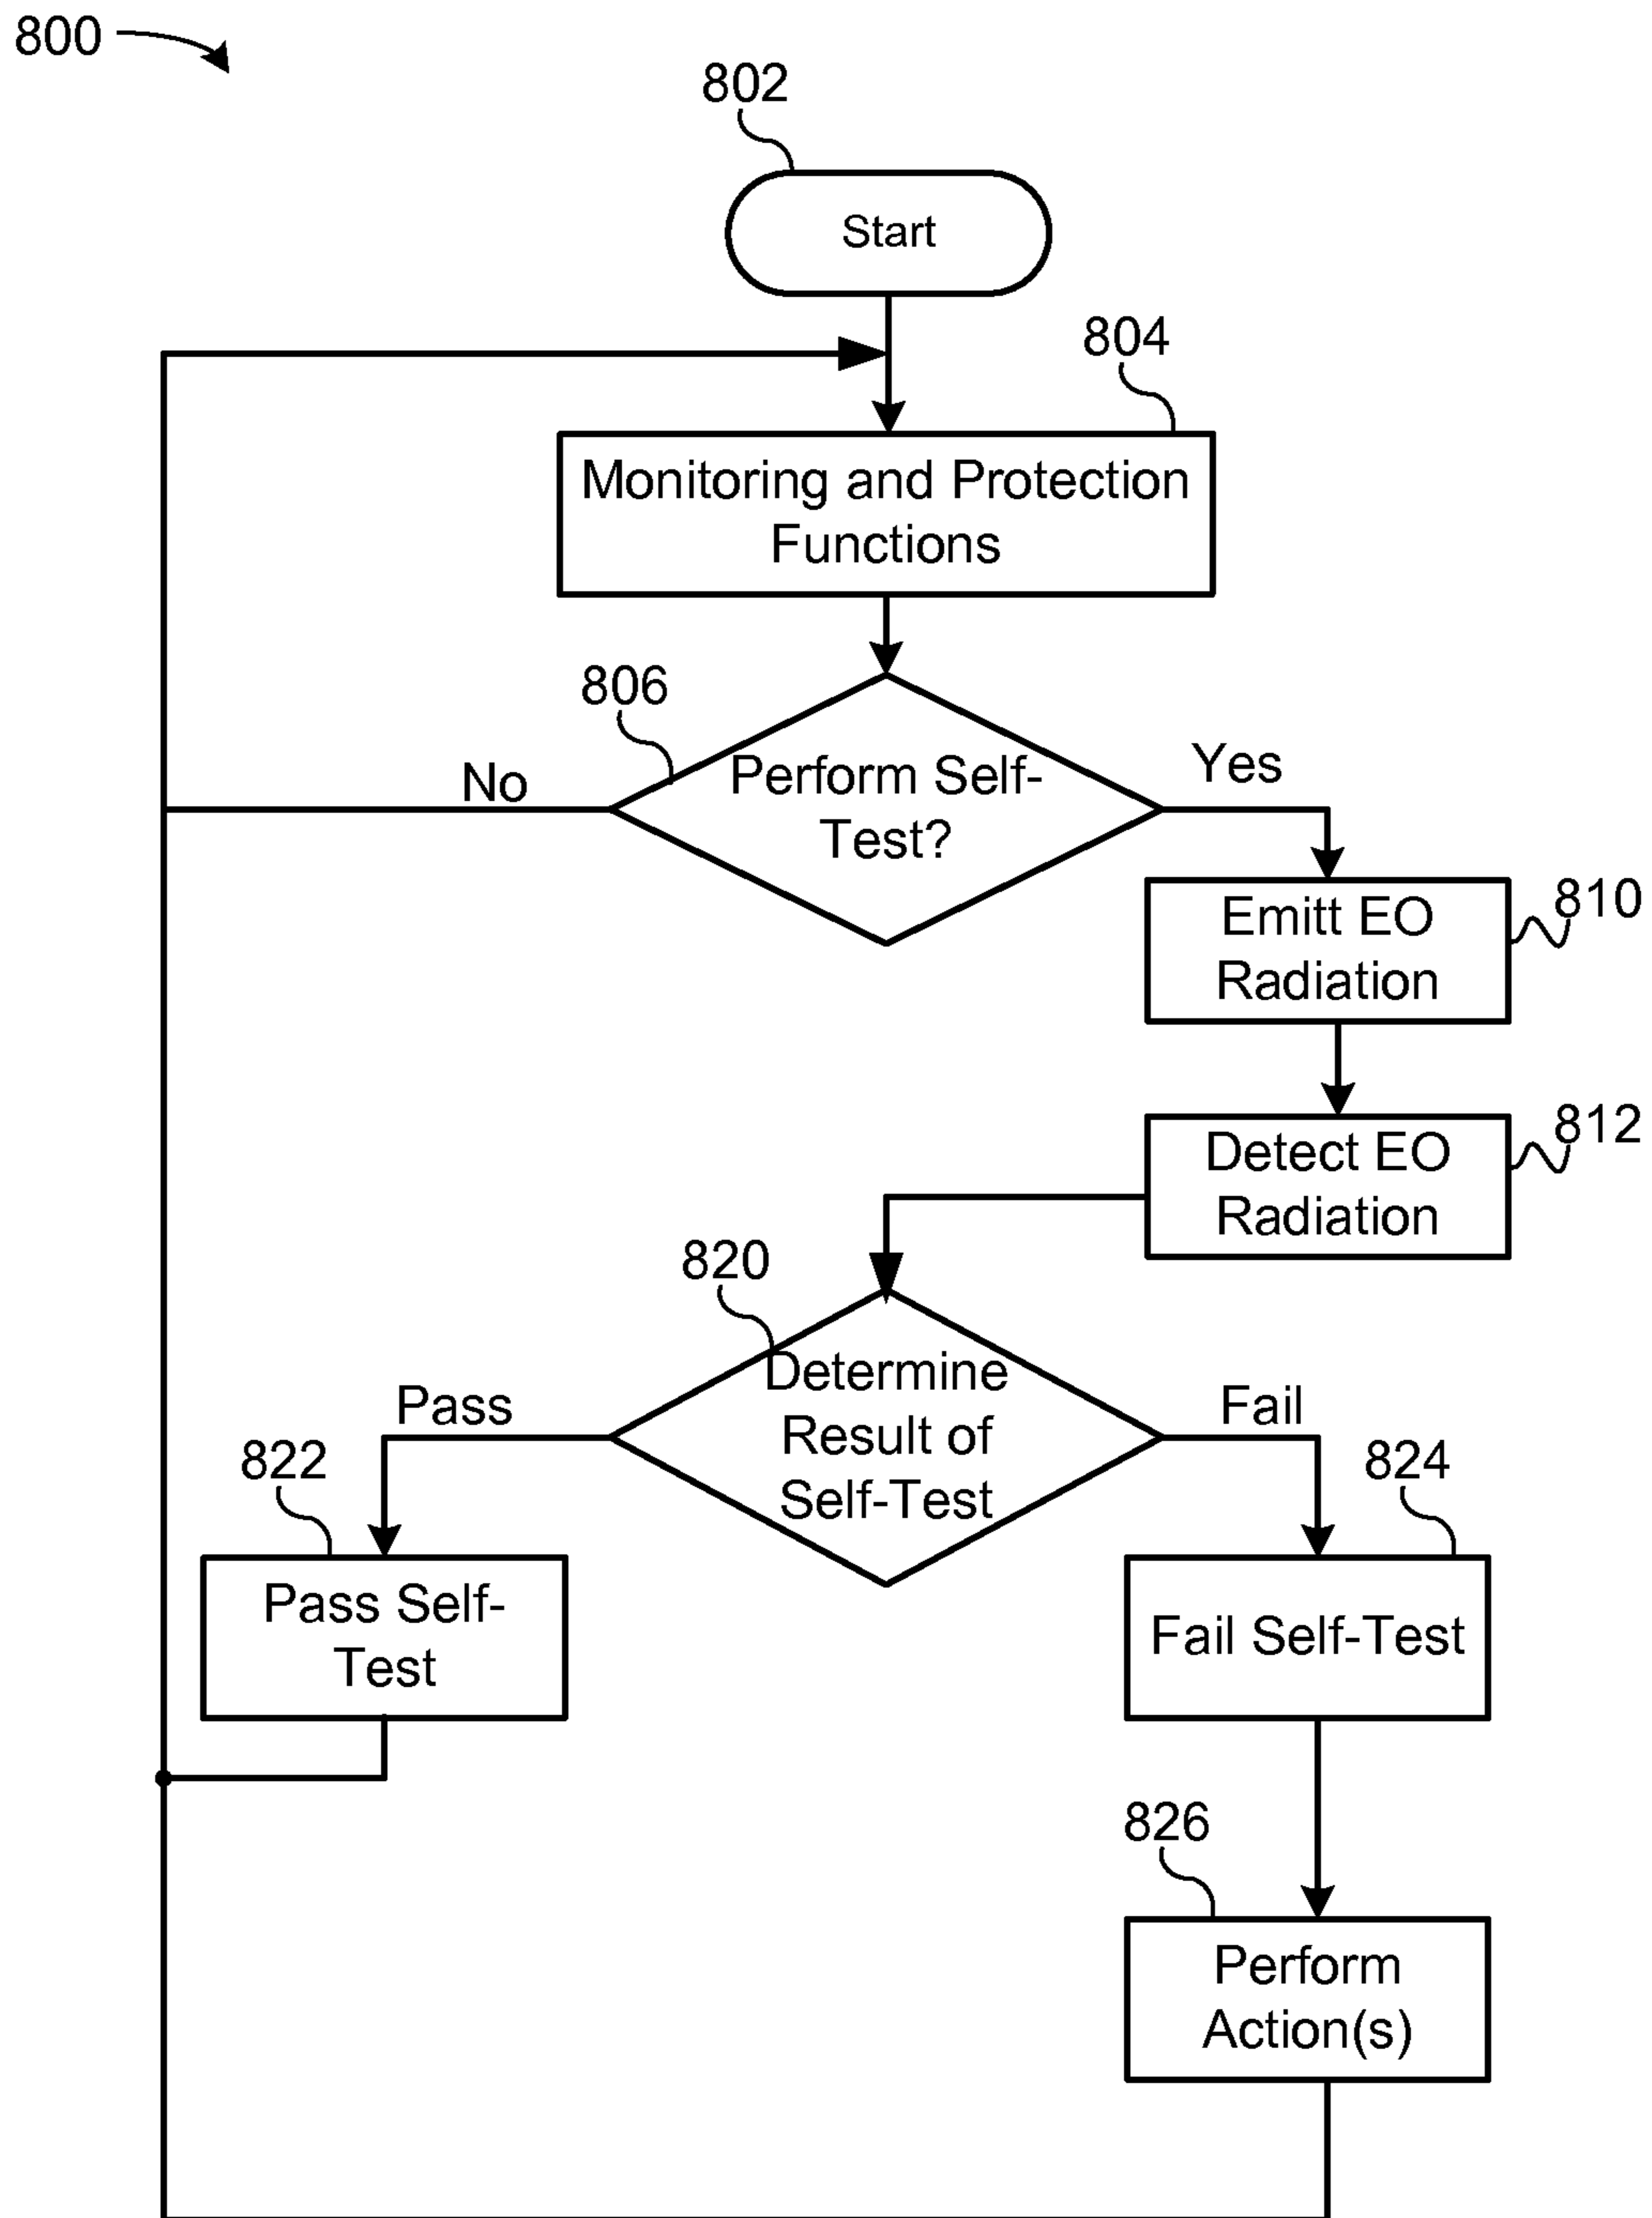 800
802
Start
804
Monitoring and Protection
Functions
806
No
Perform Self-
Test?
Yes
810
Emitt EO
Radiation
812
Detect EO
Radiation
820
Determine
Result of
Self-Test
Pass
Fail
822
824
Pass Self-
Test
Fail Self-Test
826
Perform
Action(s)